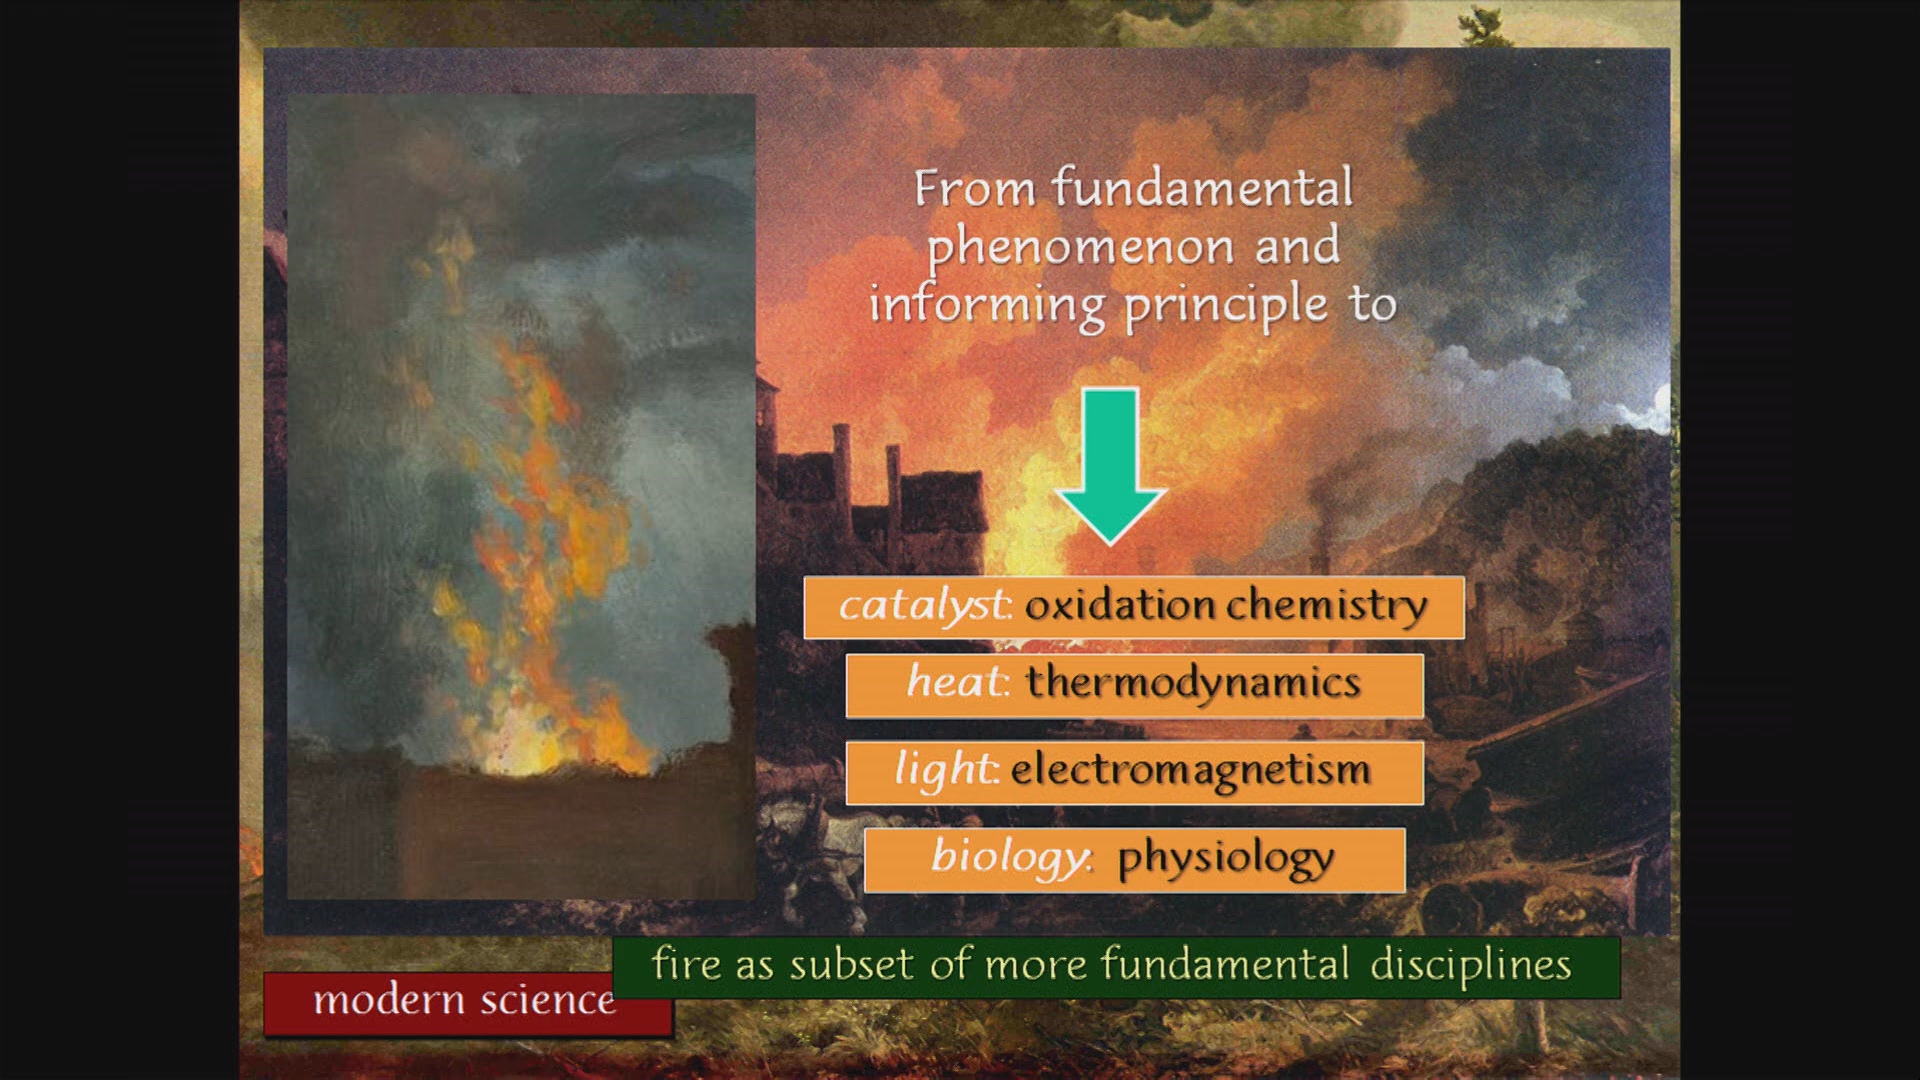 From fundamental
phenomenon and
informing principle to
catalyst: oxidation chemistry
heat: thermodynamics
light: electromagnetism
biology: physiology
fire as subset of more fundamental disciplines
modern science